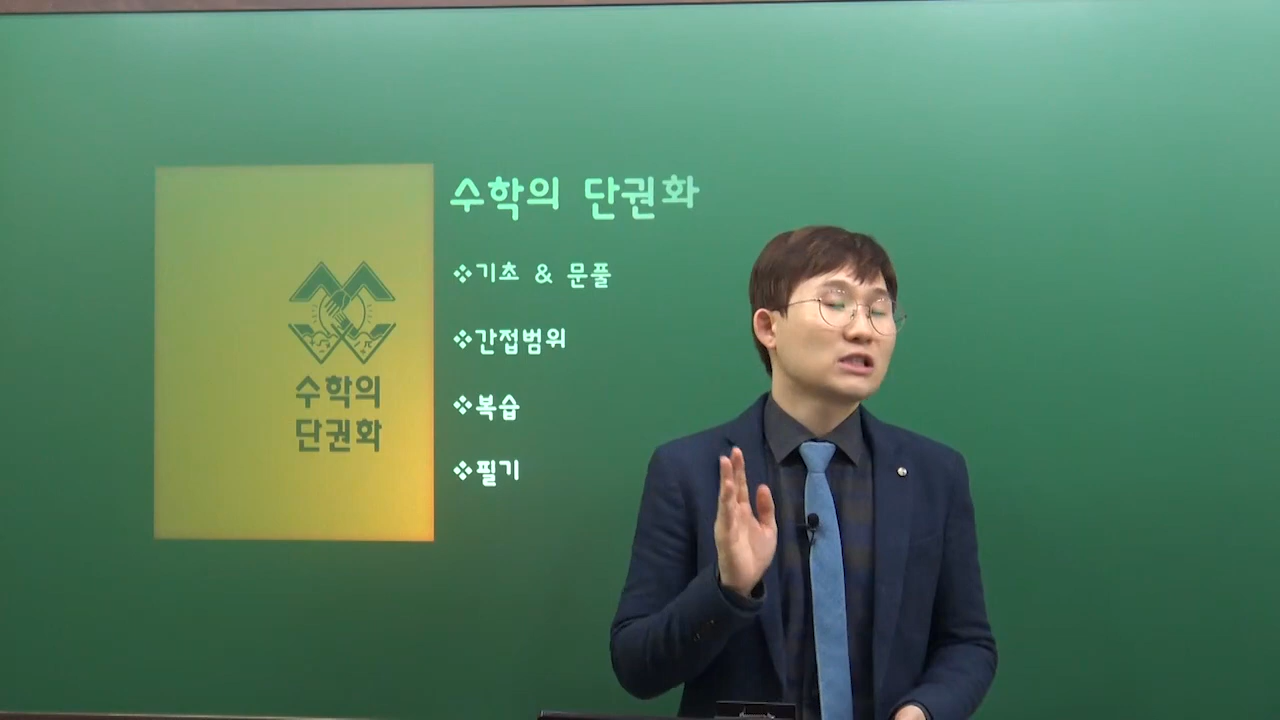 수학의
단권화
수학의 단권화
❖기초 & 문풀
❖간접범위
❖복습
❖필기